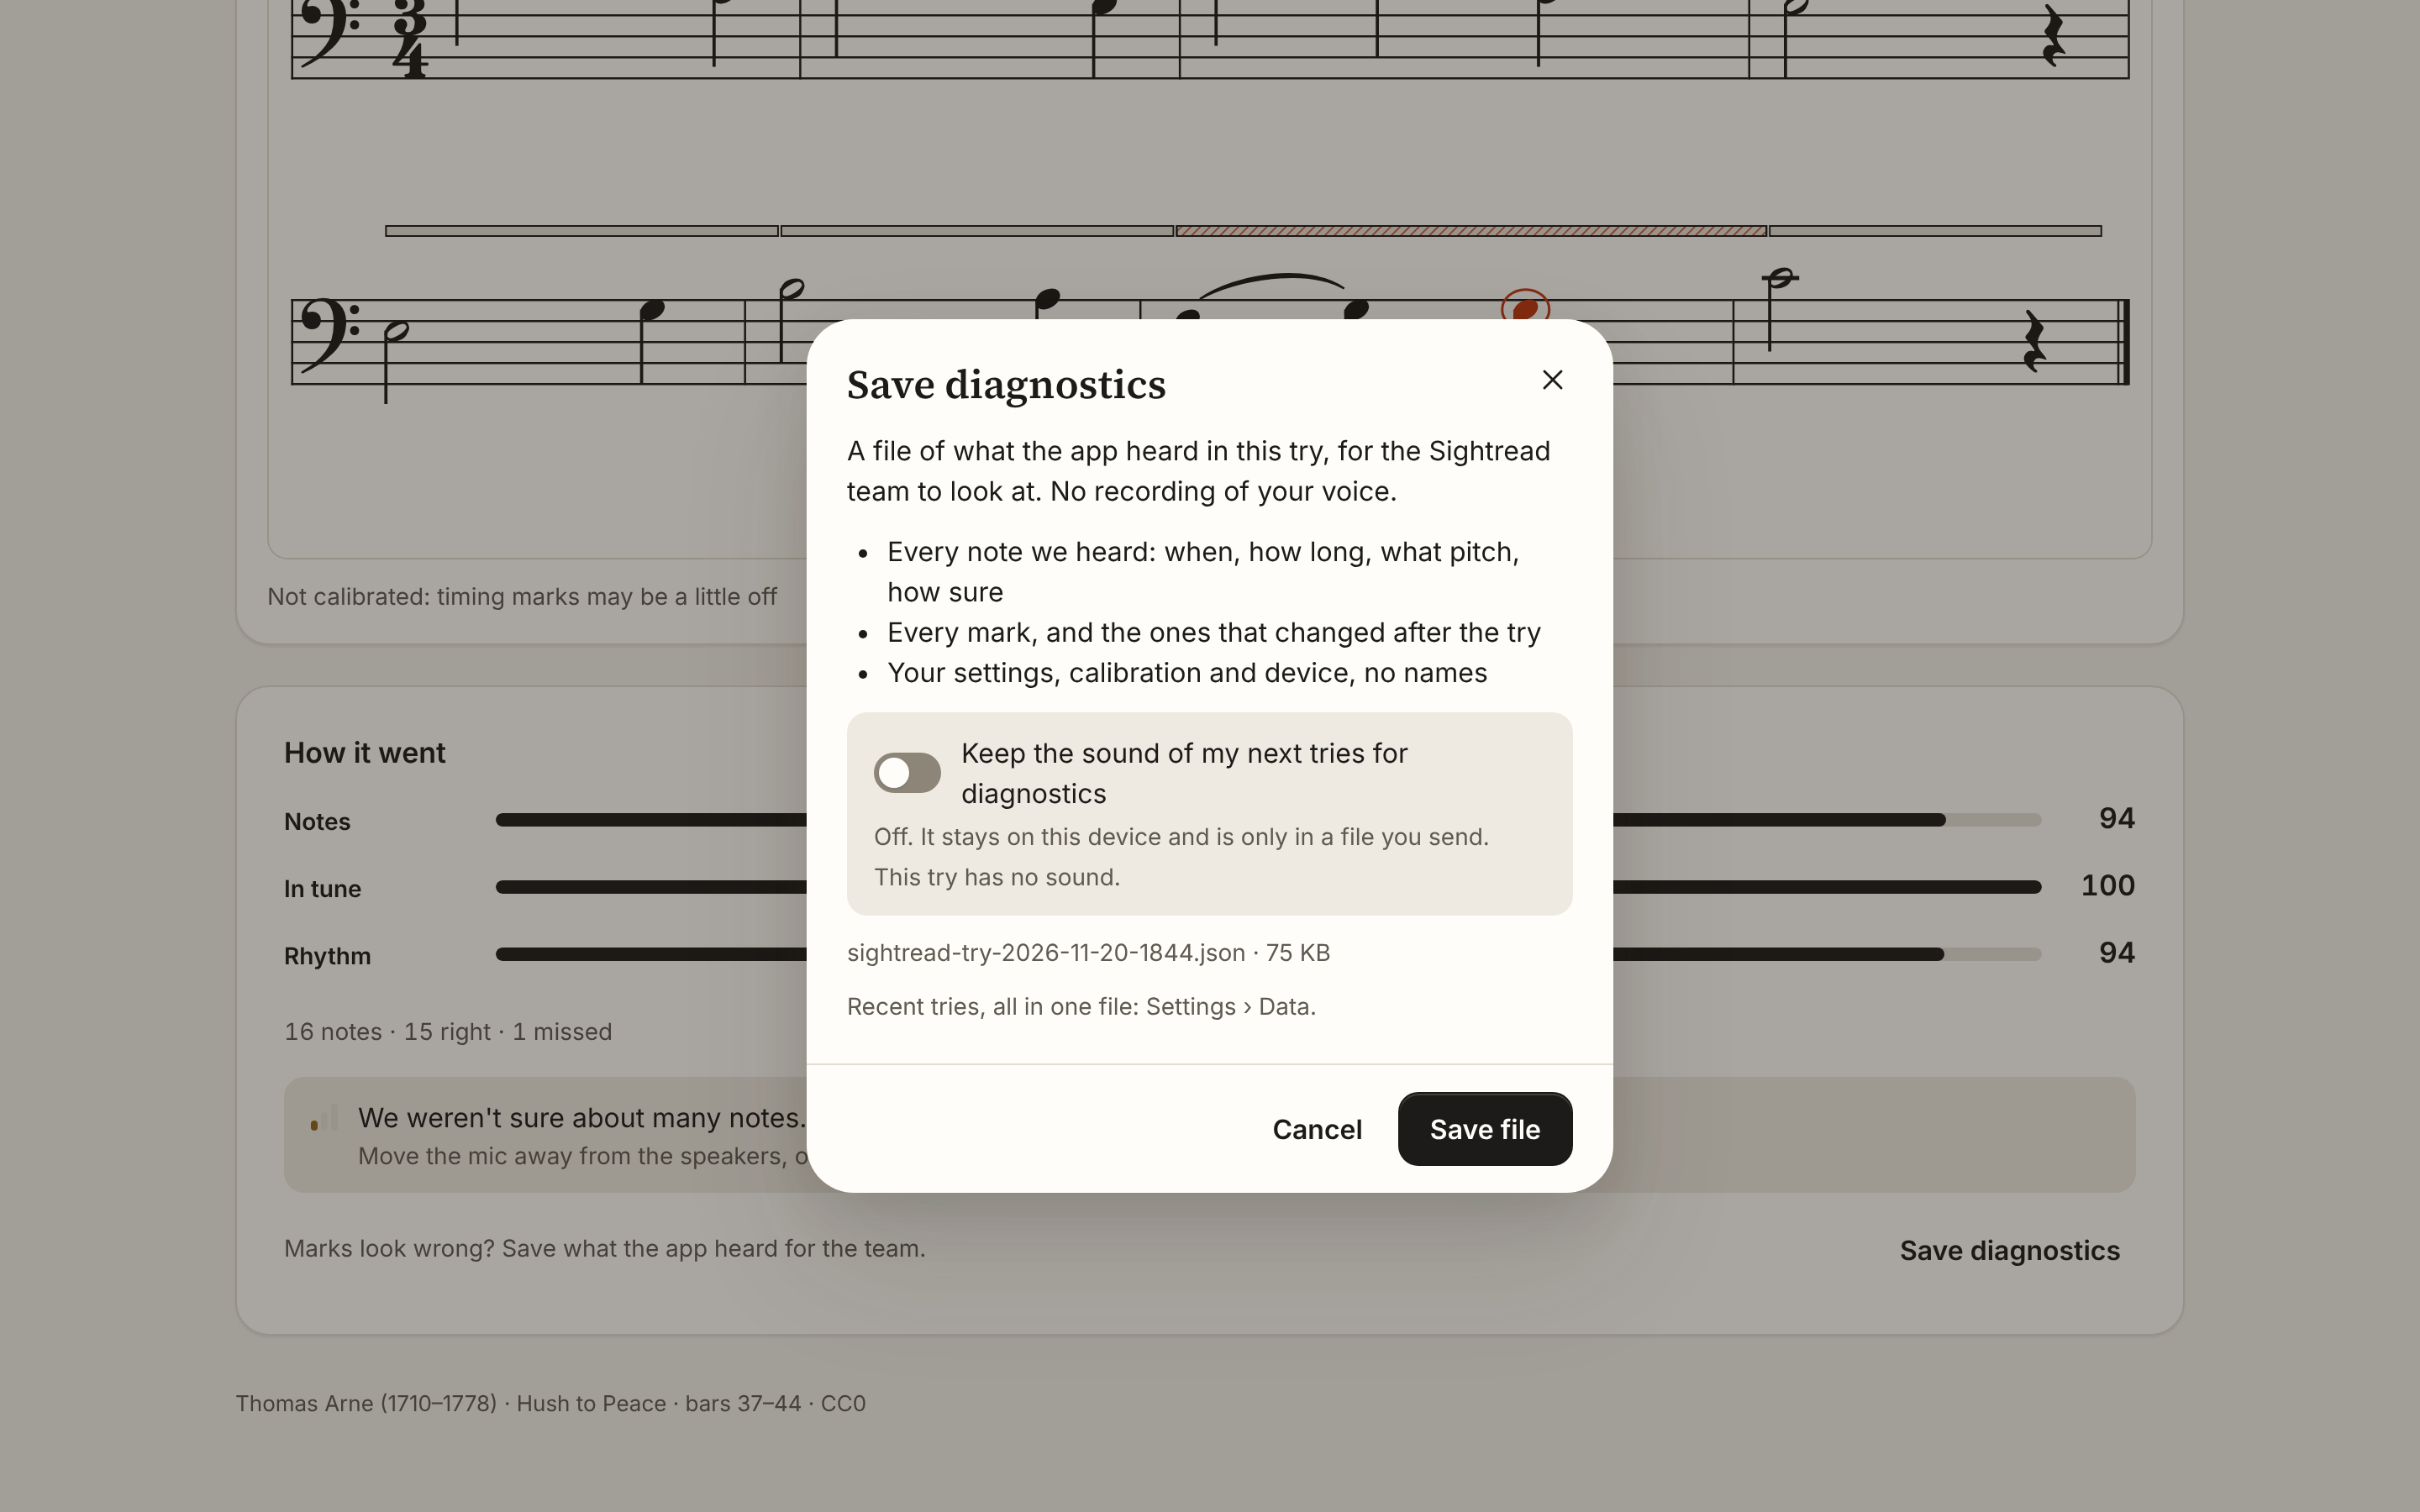 3
4
Save diagnostics
A file of what the app heard in this try, for the Sightread
team to look at. No recording of your voice.
• Every note we heard: when, how long, what pitch,
how sure
• Every mark, and the ones that changed after the try
• Your settings, calibration and device, no names
Keep the sound of my next tries for
diagnostics
Off. It stays on this device and is only in a file you send.
This try has no sound.
sightread-try-2026-11-20-1844.json · 75 KB
Recent tries, all in one file: Settings › Data.
Cancel
Save file
Not calibrated: timing marks may be a little off
How it went
Notes 94
In tune 100
Rhythm 94
16 notes · 15 right · 1 missed
We weren't sure about many notes.
Move the mic away from the speakers,
Marks look wrong? Save what the app heard for the team.
Save diagnostics
Thomas Arne (1710–1778) · Hush to Peace · bars 37–44 · CC0